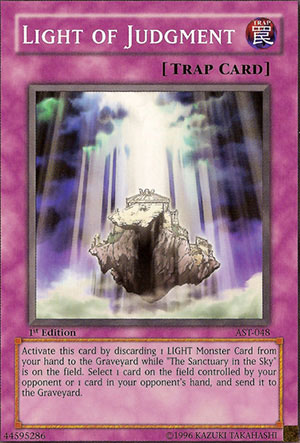 LIGHT OF JUDGMENT
TRAP
罠
[TRAP CARD]
1st Edition
AST-048
Activate this card by discarding 1 LIGHT Monster Card from
your hand to the Graveyard while "The Sanctuary in the Sky"
is on the field. Select 1 card on the field controlled by your
opponent or 1 card in your opponent's hand, and send it to
the Graveyard.
44595286
©1996 KAZUKI TAKAHASHI